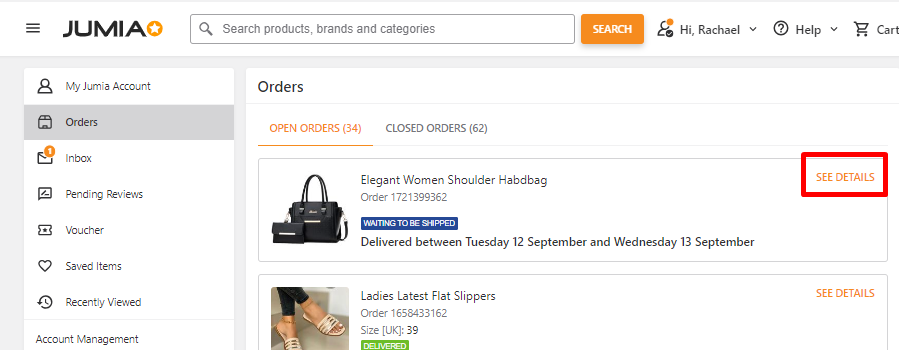 JUMIA
Search products, brands and categories
SEARCH
Hi, Rachael
Help
Cart
My Jumia Account
Orders
Inbox
1
Pending Reviews
Voucher
Saved Items
Recently Viewed
Account Management
Orders
OPEN ORDERS (34)
CLOSED ORDERS (62)
Elegant Women Shoulder Habdbag
SEE DETAILS
Order 1721399362
WAITING TO BE SHIPPED
Delivered between Tuesday 12 September and Wednesday 13 September
Ladies Latest Flat Slippers
SEE DETAILS
Order 1658433162
Size [UK]: 39
DELIVERED